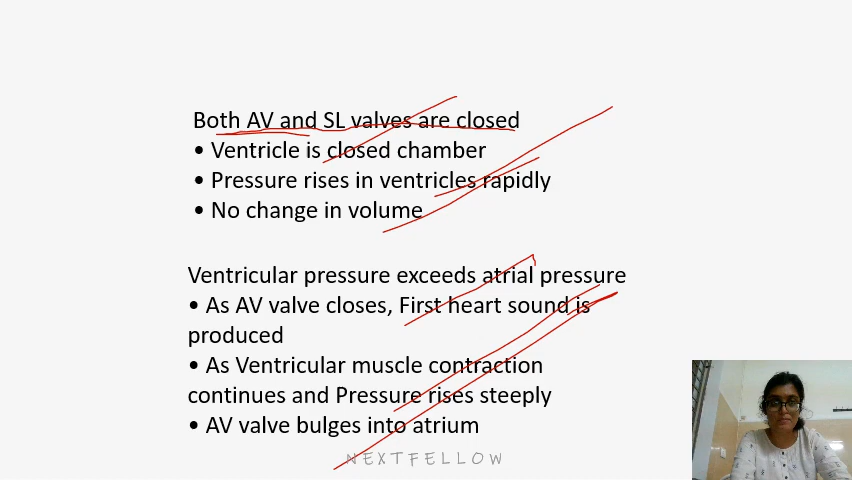 Both AV and SL valves are closed
• Ventricle is closed chamber
• Pressure rises in ventricles rapidly
• No change in volume
Ventricular pressure exceeds atrial pressure
• As AV valve closes, First heart sound is
produced
• As Ventricular muscle contraction
continues and Pressure rises steeply
• AV valve bulges into atrium
NEXTFELLOW